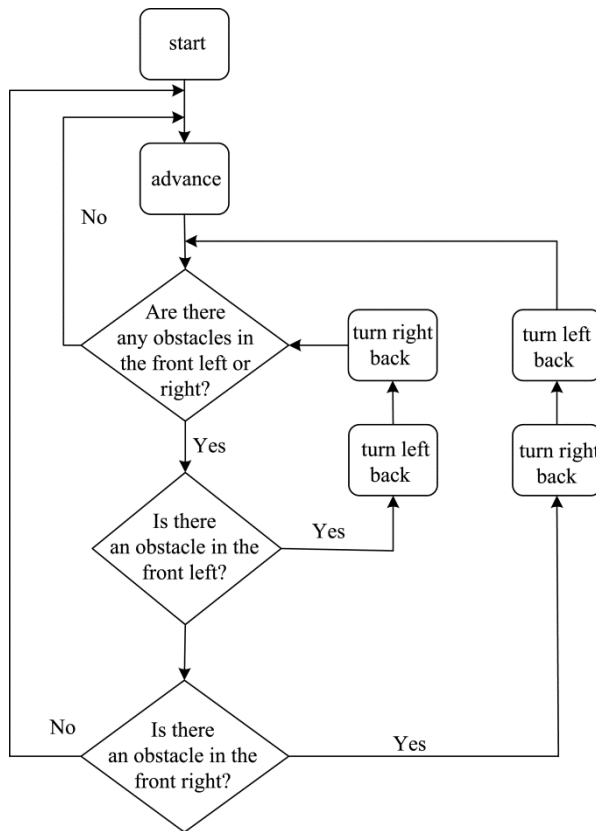 start
advance
No
Are there
any obstacles in
the front left or
right?
turn right
back
turn left
back
Yes
turn left
back
turn right
back
Is there
an obstacle in the
front left?
Yes
No
Is there
an obstacle in the
front right?
Yes